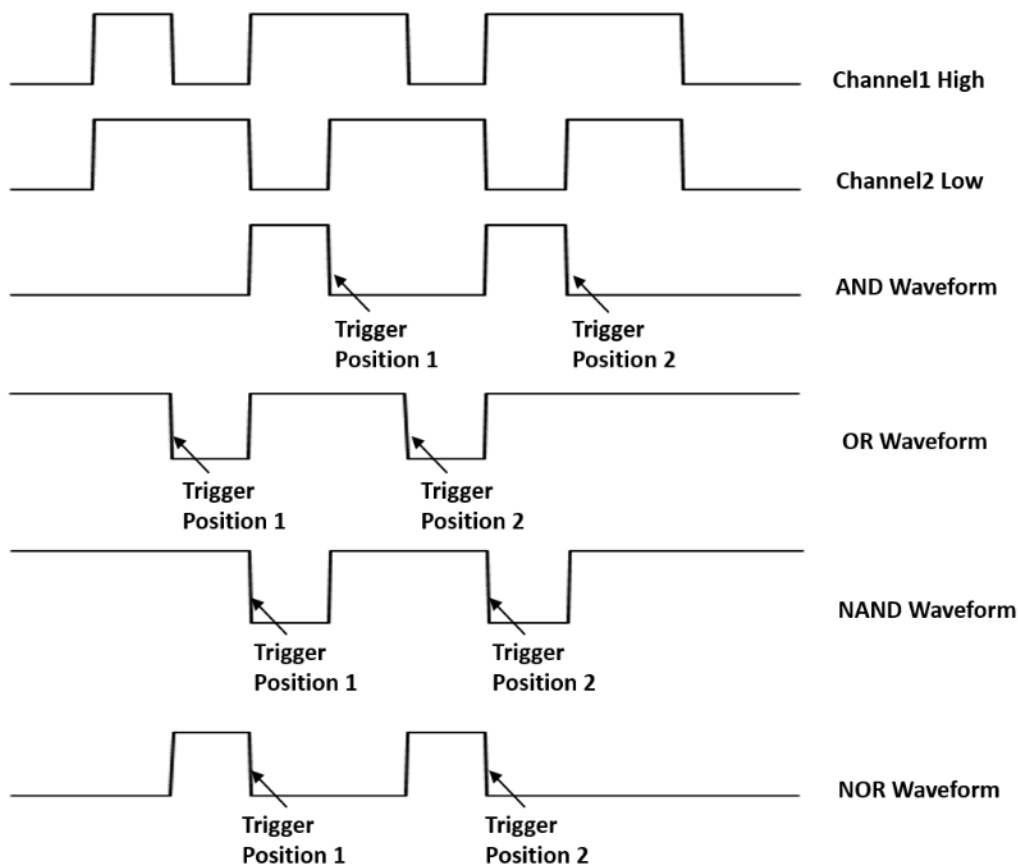 Channel1 High
Channel2 Low
AND Waveform
Trigger
Position 1
Trigger
Position 2
OR Waveform
Trigger
Position 1
Trigger
Position 2
NAND Waveform
Trigger
Position 1
Trigger
Position 2
NOR Waveform
Trigger
Position 1
Trigger
Position 2